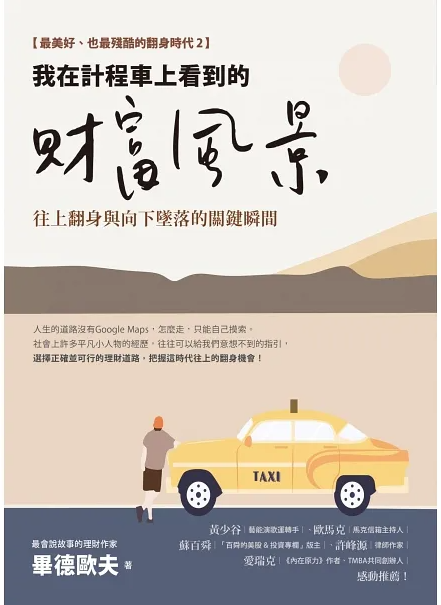 【最美好、也最殘酷的翻身時代2】
我在計程車上看到的
財富風景
往上翻身與向下墜落的關鍵瞬間
人生的道路沒有Google Maps，怎麼走，只能自己摸索。
社會上許多平凡小人物的經歷，往往可以給我們意想不到的指引，
選擇正確並可行的理財道路，把握這時代往上的翻身機會！
TAXI
黃少谷｜藝能演歌運轉手｜、歐馬克｜馬克信箱主持人｜
蘇百舜｜「百舜的美股＆投資專欄」版主｜、許峰源｜律師作家｜
愛瑞克｜《內在原力》作者、TMBA共同創辦人｜
感動推薦！
最會說故事的理財作家
畢德歐夫 著